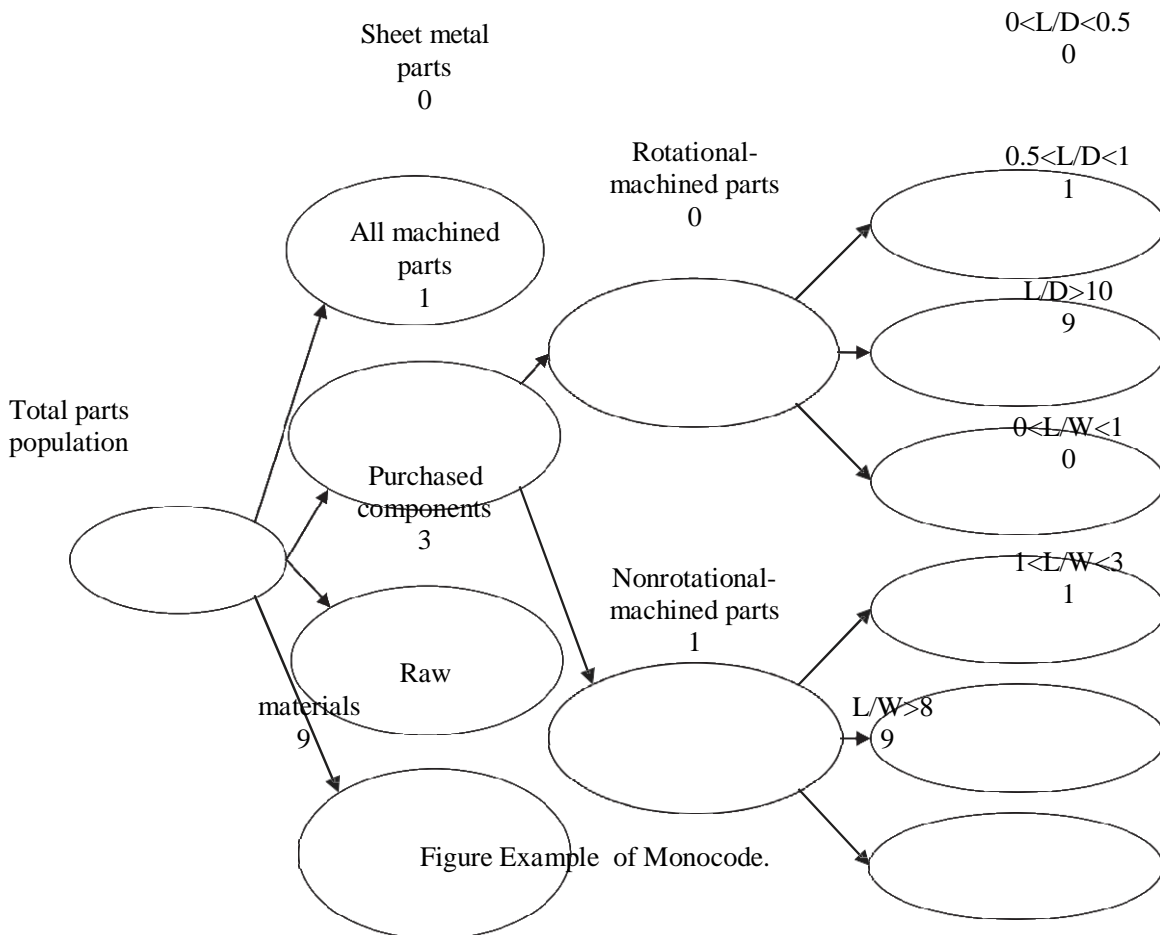 Total parts
population
Sheet metal
parts
0
All machined
parts
1
Purchased
components
3
Raw
materials
9
Rotational-
machined parts
0
Nonrotational-
machined parts
1
0<L/D<0.5
0
0.5<L/D<1
1
L/D>10
9
0<L/W<1
0
1<L/W<3
1
L/W>8
9
Figure Example of Monocode.